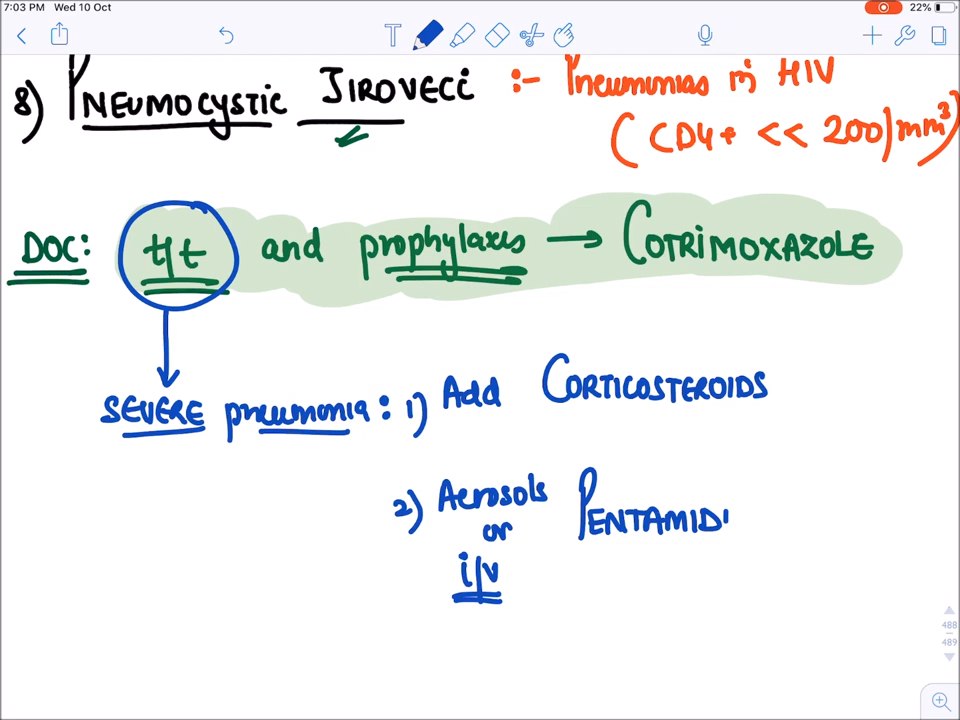 7:03 PM Wed 10 Oct 22%
8) PNEUMOCYSTIC JIROVECI :- Pneumonias in HIV
(CD4+ << 200/mm³)
DOC: t/t and prophylaxes → COTRIMOXAZOLE
SEVERE pneumonia: 1) Add CORTICOSTEROIDS
2) Aerosols or i/v PENTAMIDI
488
489